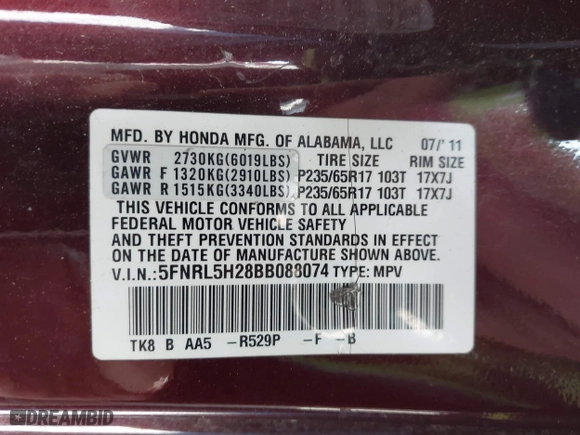 MFD. BY HONDA MFG. OF ALABAMA, LLC 07/'11
GVWR 2730KG(6019LBS) TIRE SIZE RIM SIZE
GAWR F 1320KG(2910LBS) P235/65R17 103T 17X7J
GAWR R 1515KG(3340LBS) P235/65R17 103T 17X7J
THIS VEHICLE CONFORMS TO ALL APPLICABLE
FEDERAL MOTOR VEHICLE SAFETY
AND THEFT PREVENTION STANDARDS IN EFFECT
ON THE DATE OF MANUFACTURE SHOWN ABOVE.
V.I.N.: 5FNRL5H28BB088074 TYPE: MPV
TK8 B AA5 -R529P -F -B
DREAMBID